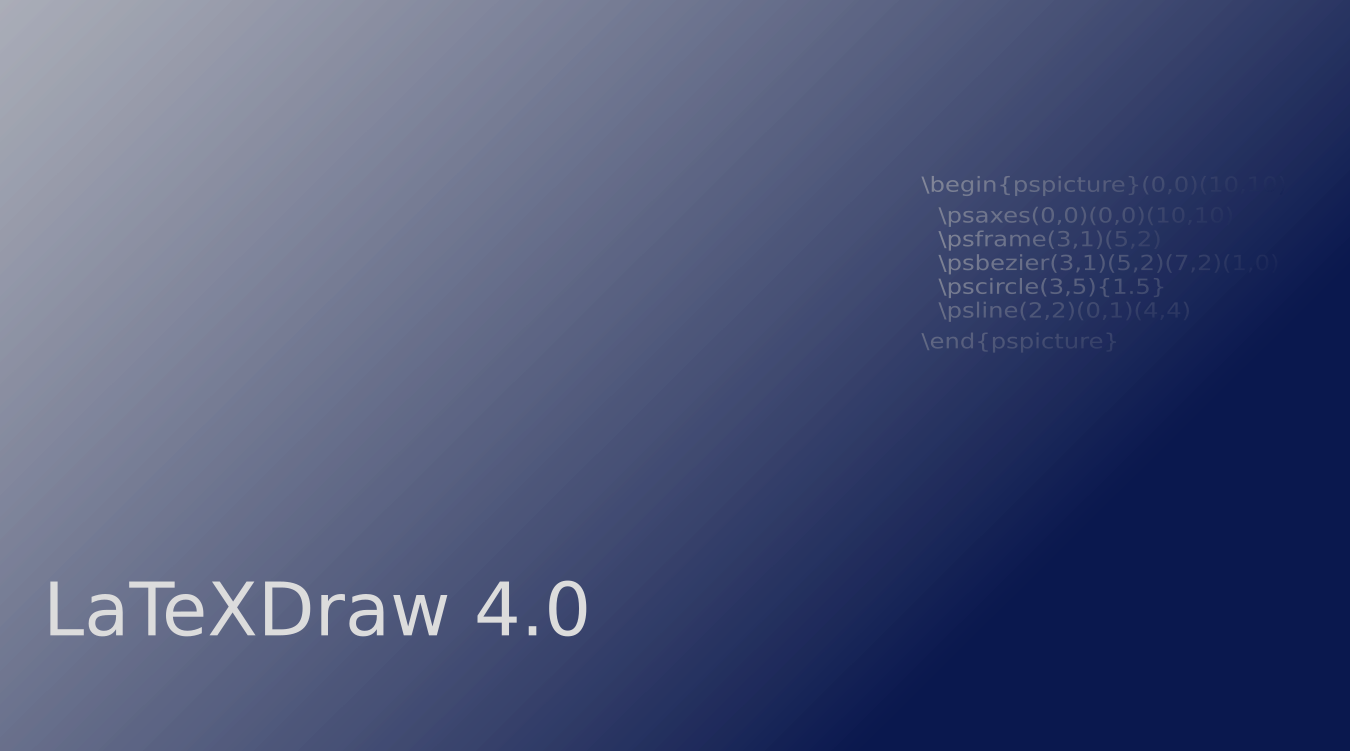 \begin{pspicture}(0,0)(10,10)
\psaxes(0,0)(0,0)(10,10)
\psframe(3,1)(5,2)
\psbezier(3,1)(5,2)(7,2)(1,0)
\pscircle(3,5){1.5}
\psline(2,2)(0,1)(4,4)
\end{pspicture}
LaTeXDraw 4.0